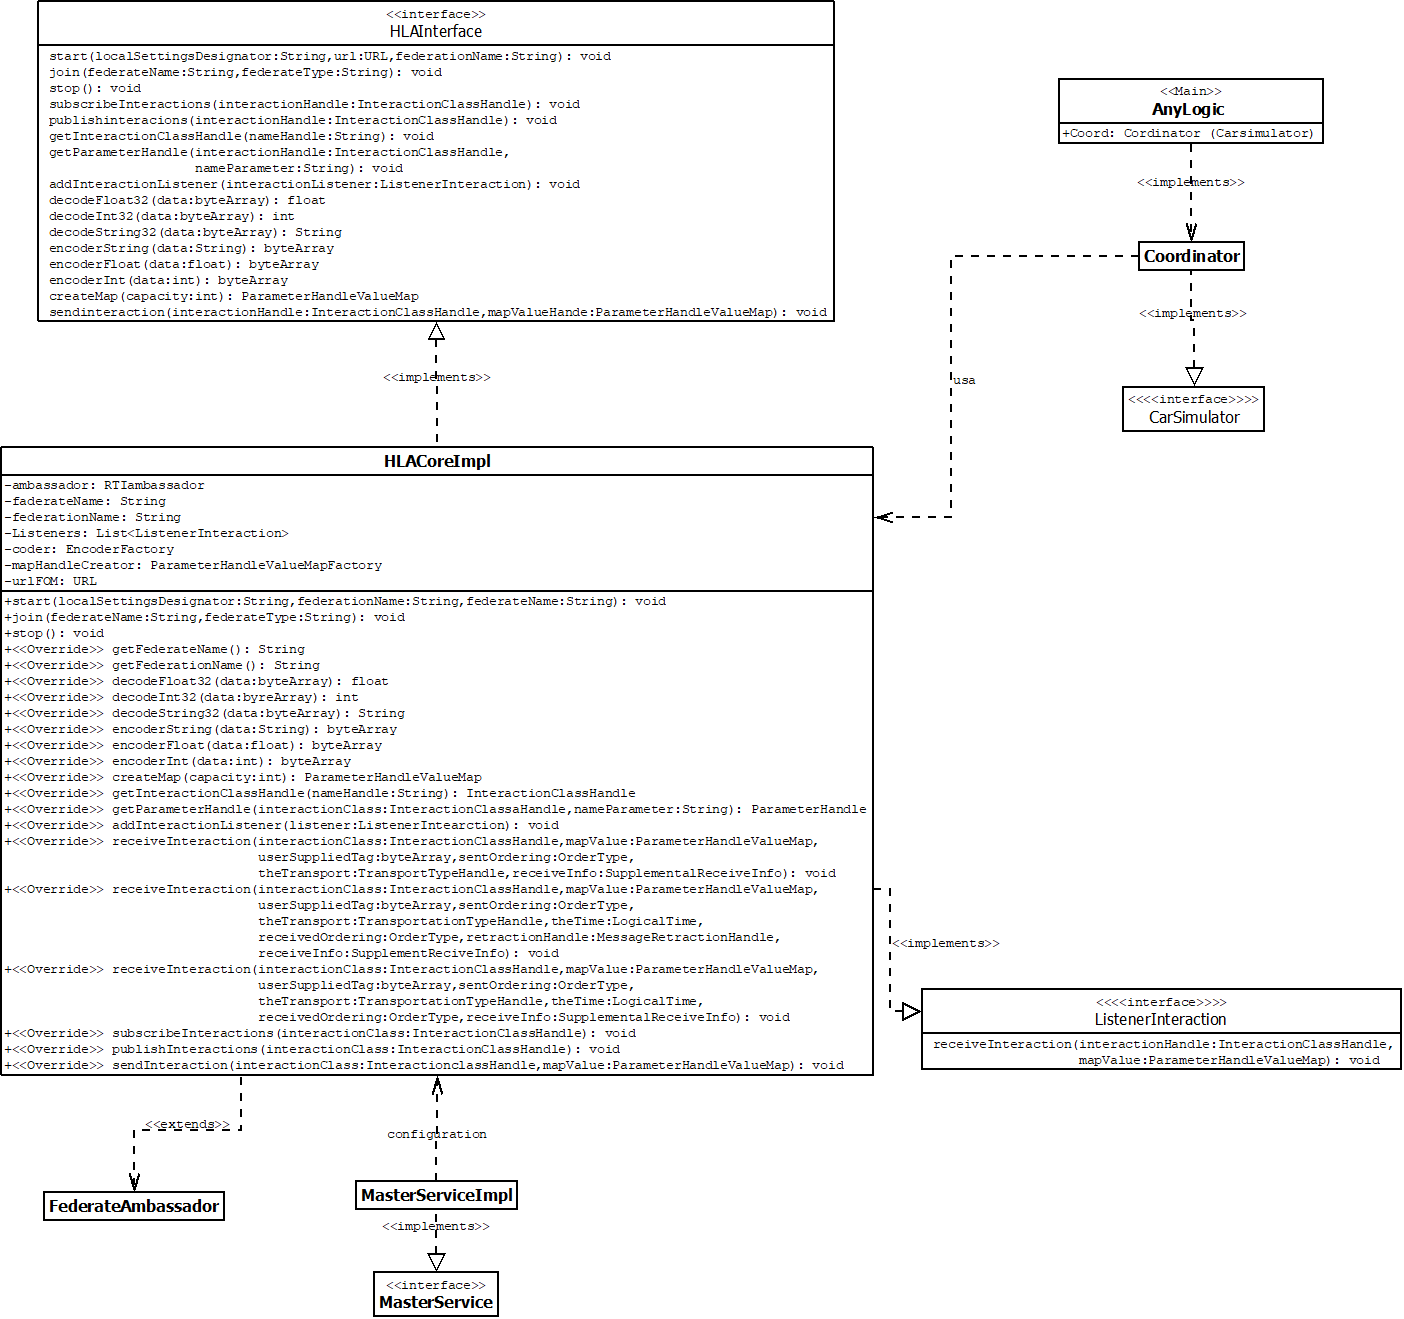 <<interface>>
HLAInterface
start(localSettingsDesignator:String,url:URL,federationName:String): void
join(federateName:String,federateType:String): void
stop(): void
subscribeInteractions(interactionHandle:InteractionClassHandle): void
publishinteracions(interactionHandle:InteractionClassHandle): void
getInteractionClassHandle(nameHandle:String): void
getParameterHandle(interactionHandle:InteractionClassHandle,
nameParameter:String): void
addInteractionListener(interactionListener:ListenerInteraction): void
decodeFloat32(data:byteArray): float
decodeInt32(data:byteArray): int
decodeString32(data:byteArray): String
encoderString(data:String): byteArray
encoderFloat(data:float): byteArray
encoderInt(data:int): byteArray
createMap(capacity:int): ParameterHandleValueMap
sendinteraction(interactionHandle:InteractionClassHandle,mapValueHande:ParameterHandleValueMap): void
<<Main>>
AnyLogic
+Coord: Cordinator (Carsimulator)
<<implements>>
Coordinator
<<implements>>
usa
<<<<interface>>>>
CarSimulator
<<implements>>
HLACoreImpl
-ambassador: RTIambassador
-faderateName: String
-federationName: String
-Listeners: List<ListenerInteraction>
-coder: EncoderFactory
-mapHandleCreator: ParameterHandleValueMapFactory
-urlFOM: URL
+start(localSettingsDesignator:String,federationName:String,federateName:String): void
+join(federateName:String,federateType:String): void
+stop(): void
+<<Override>> getFederateName(): String
+<<Override>> getFederationName(): String
+<<Override>> decodeFloat32(data:byteArray): float
+<<Override>> decodeInt32(data:byreArray): int
+<<Override>> decodeString32(data:byteArray): String
+<<Override>> encoderString(data:String): byteArray
+<<Override>> encoderFloat(data:float): byteArray
+<<Override>> encoderInt(data:int): byteArray
+<<Override>> createMap(capacity:int): ParameterHandleValueMap
+<<Override>> getInteractionClassHandle(nameHandle:String): InteractionClassHandle
+<<Override>> getParameterHandle(interactionClass:InteractionClassaHandle,nameParameter:String): ParameterHandle
+<<Override>> addInteractionListener(listener:ListenerIntearction): void
+<<Override>> receiveInteraction(interactionClass:InteractionClassHandle,mapValue:ParameterHandleValueMap,
userSuppliedTag:byteArray,sentOrdering:OrderType,
theTransport:TransportTypeHandle,receiveInfo:SupplementalReceiveInfo): void
+<<Override>> receiveInteraction(interactionClass:InteractionClassHandle,mapValue:ParameterHandleValueMap,
userSuppliedTag:byteArray,sentOrdering:OrderType,
theTransport:TransportationTypeHandle,theTime:LogicalTime,
receivedOrdering:OrderType,retractionHandle:MessageRetractionHandle,
receiveInfo:SupplementReciveInfo): void
+<<Override>> receiveInteraction(interactionClass:InteractionClassHandle,mapValue:ParameterHandleValueMap,
userSuppliedTag:byteArray,sentOrdering:OrderType,
theTransport:TransportationTypeHandle,theTime:LogicalTime,
receivedOrdering:OrderType,receiveInfo:SupplementalReceiveInfo): void
+<<Override>> subscribeInteractions(interactionClass:InteractionClassHandle): void
+<<Override>> publishInteractions(interactionClass:InteractionClassHandle): void
+<<Override>> sendInteraction(interactionClass:InteractionclassHandle,mapValue:ParameterHandleValueMap): void
<<implements>>
<<<<interface>>>>
ListenerInteraction
receiveInteraction(interactionHandle:InteractionClassHandle,
mapValue:ParameterHandleValueMap): void
<<extends>>
configuration
FederateAmbassador
MasterServiceImpl
<<implements>>
<<interface>>
MasterService